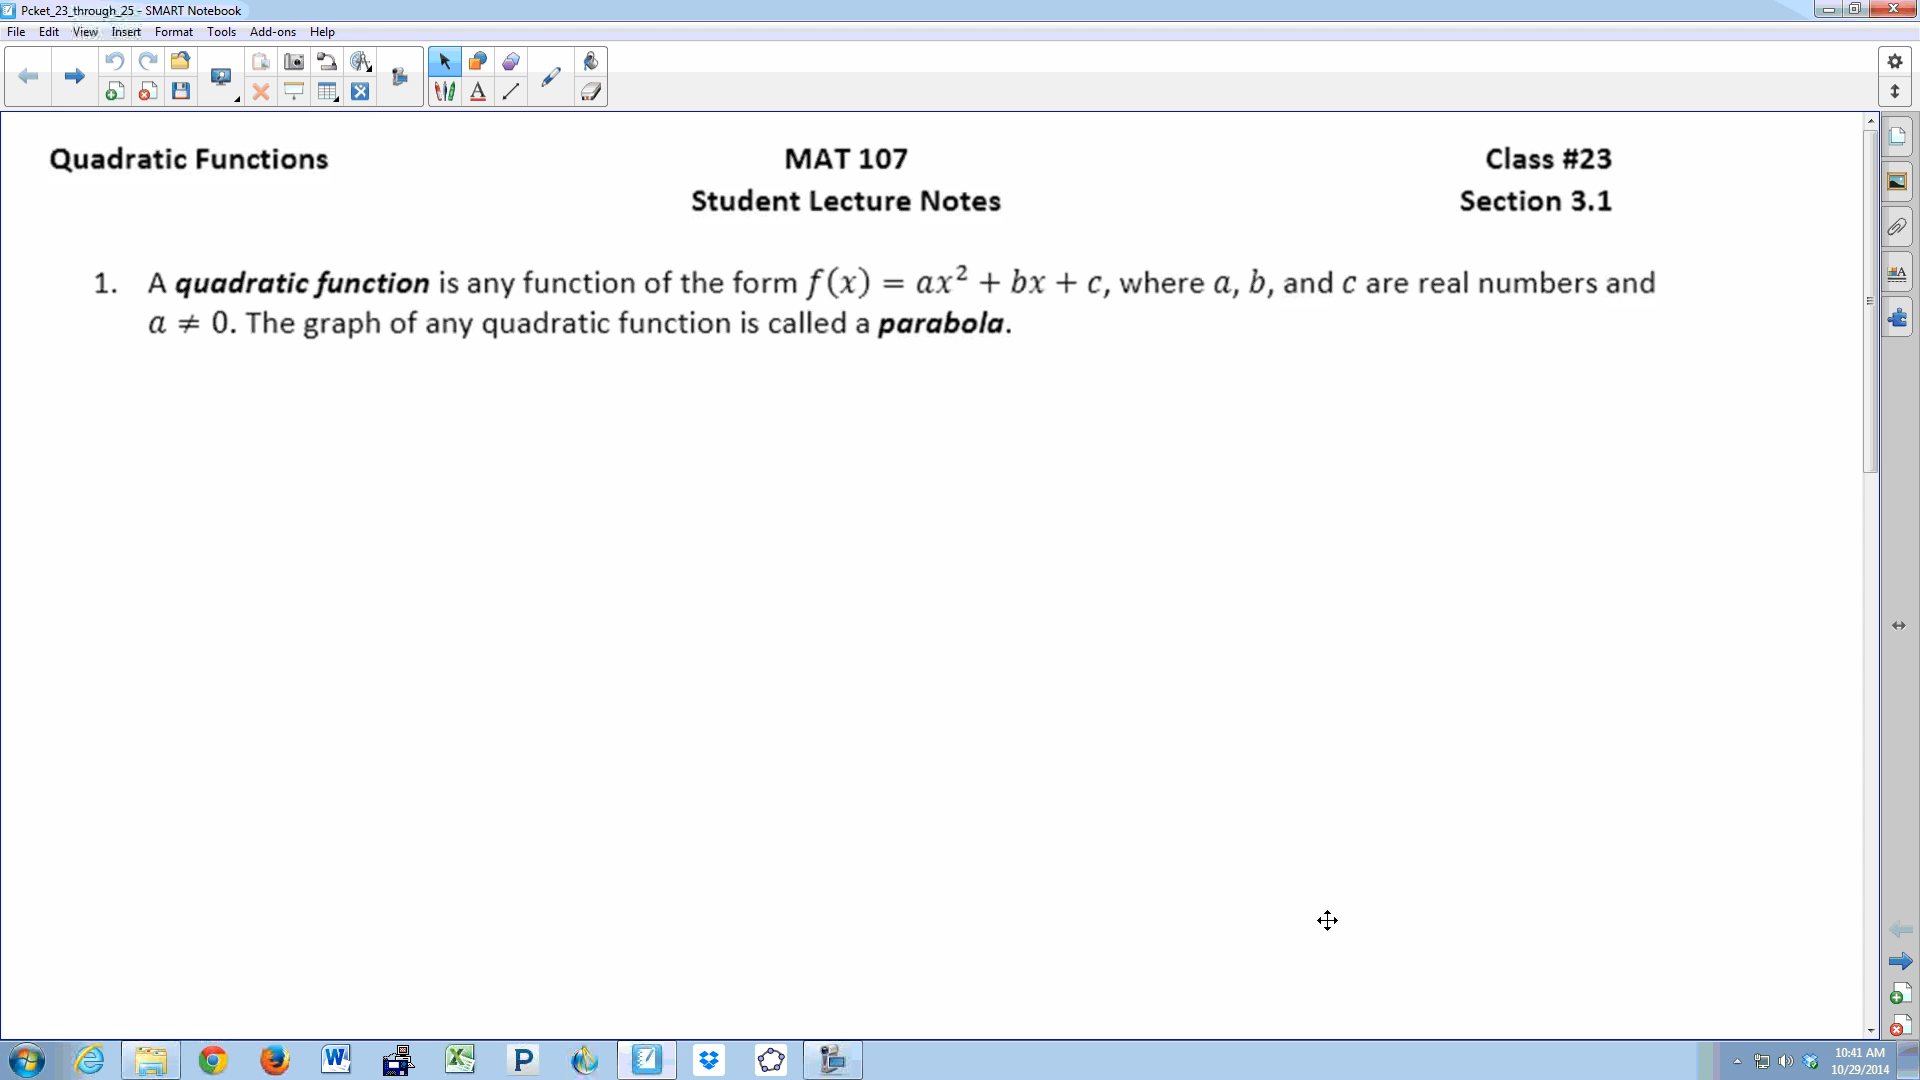 Pcket_23_through_25 - SMART Notebook
File Edit View Insert Format Tools Add-ons Help
Quadratic Functions MAT 107 Class #23
Student Lecture Notes Section 3.1
1. A quadratic function is any function of the form f(x) = ax² + bx + c, where a, b, and c are real numbers and
a ≠ 0. The graph of any quadratic function is called a parabola.
10:41 AM
10/29/2014